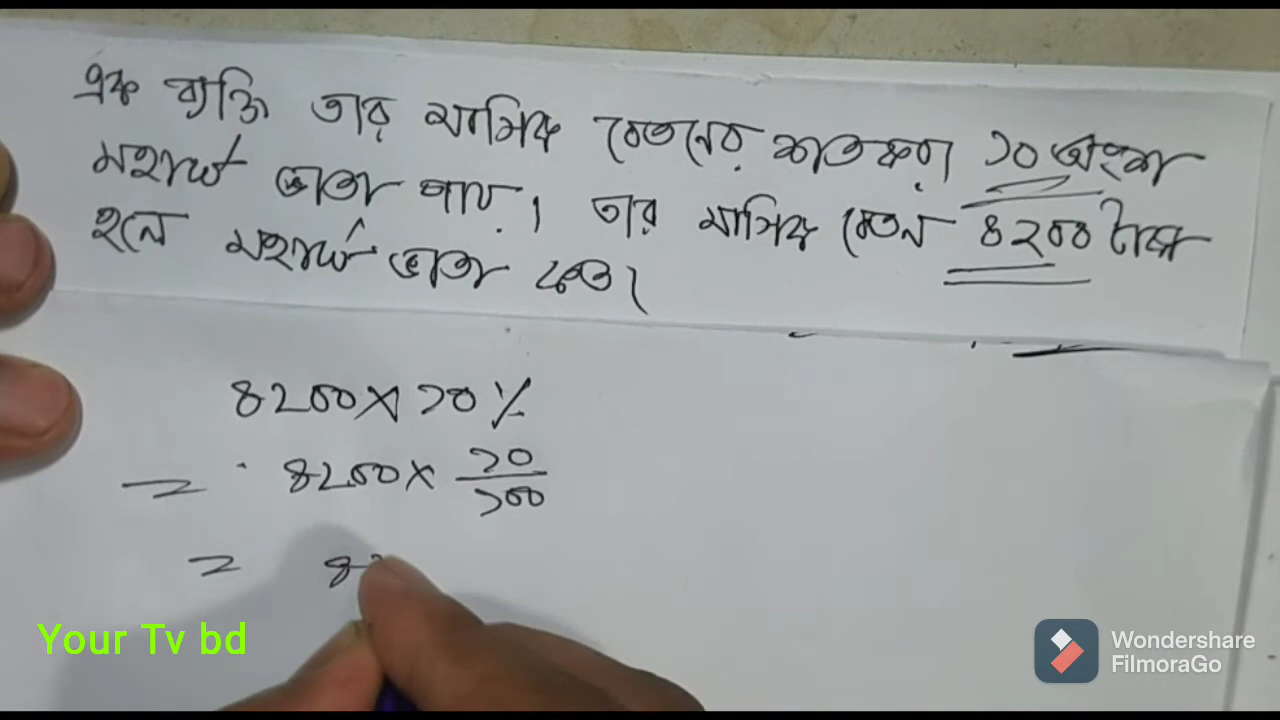 এক ব্যক্তি তার মাসিক বেতনের শতকরা ১০ অংশ
মহার্ঘ ভাতা পায়। তার মাসিক বেতন ৪২০০ টাকা
হলে মহার্ঘ ভাতা কত।
৪২০০ × ১০%
= ৪২০০ × ১০/১০০
= ৪২
Your Tv bd
Wondershare
FilmoraGo